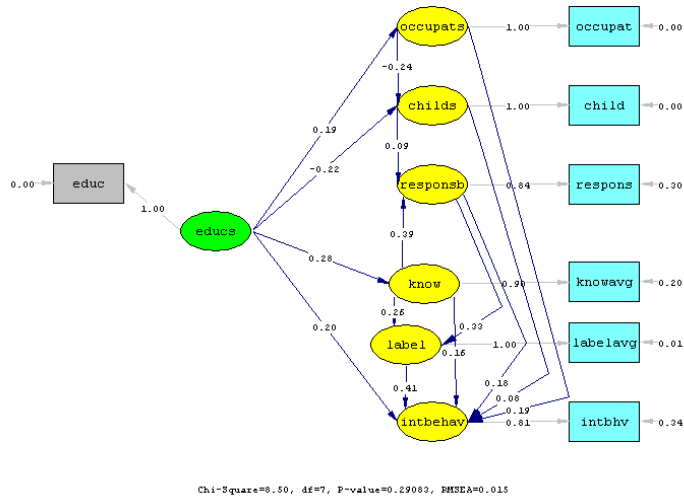 occupats 1.00 occupat 0.00
-0.24
childs 1.00 child 0.00
0.19 0.09
-0.22
0.00 educ responsb 0.84 respons 0.30
1.00
educs 0.39
0.28
know 0.90 knowavg 0.20
0.26
0.20 0.33
label 1.00 labelavg 0.01
0.16
0.41 0.18
0.08
0.19
intbehav 0.81 intbhv 0.34
Chi-Square=8.50, df=7, P-value=0.29083, RMSEA=0.015